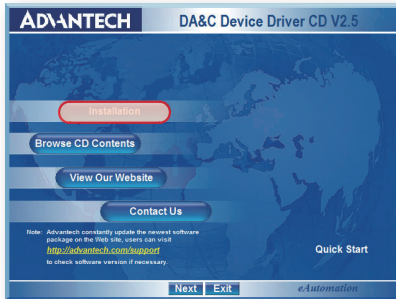 ADVANTECH
DA&C Device Driver CD V2.5
Installation
Browse CD Contents
View Our Website
Contact Us
Note: Advantech constantly update the newest software
package on the Web site, users can visit
http://advantech.com/support
to check software version if necessary.
Quick Start
Next Exit
eAutomation